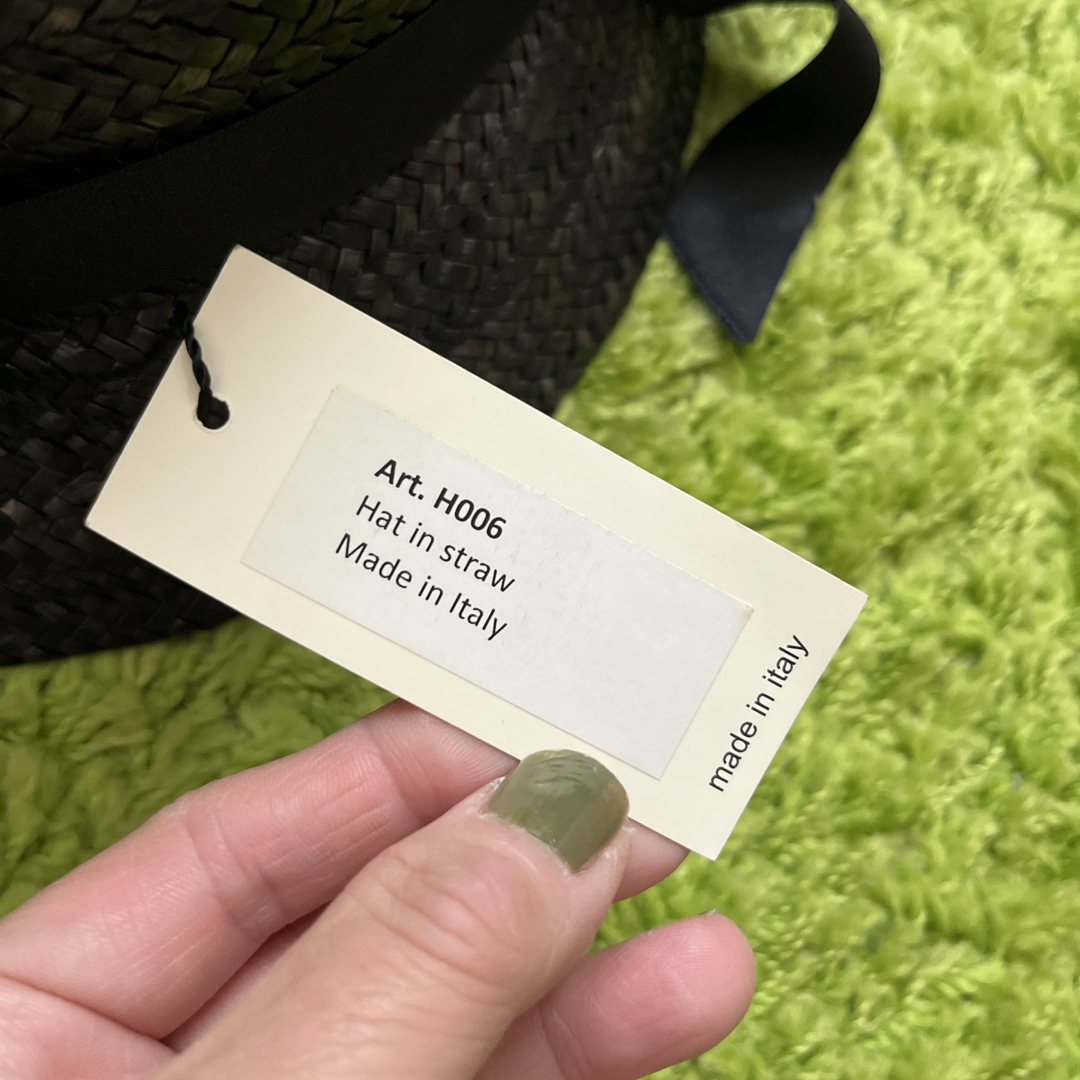 Art. H006
Hat in straw
Made in Italy
made in italy